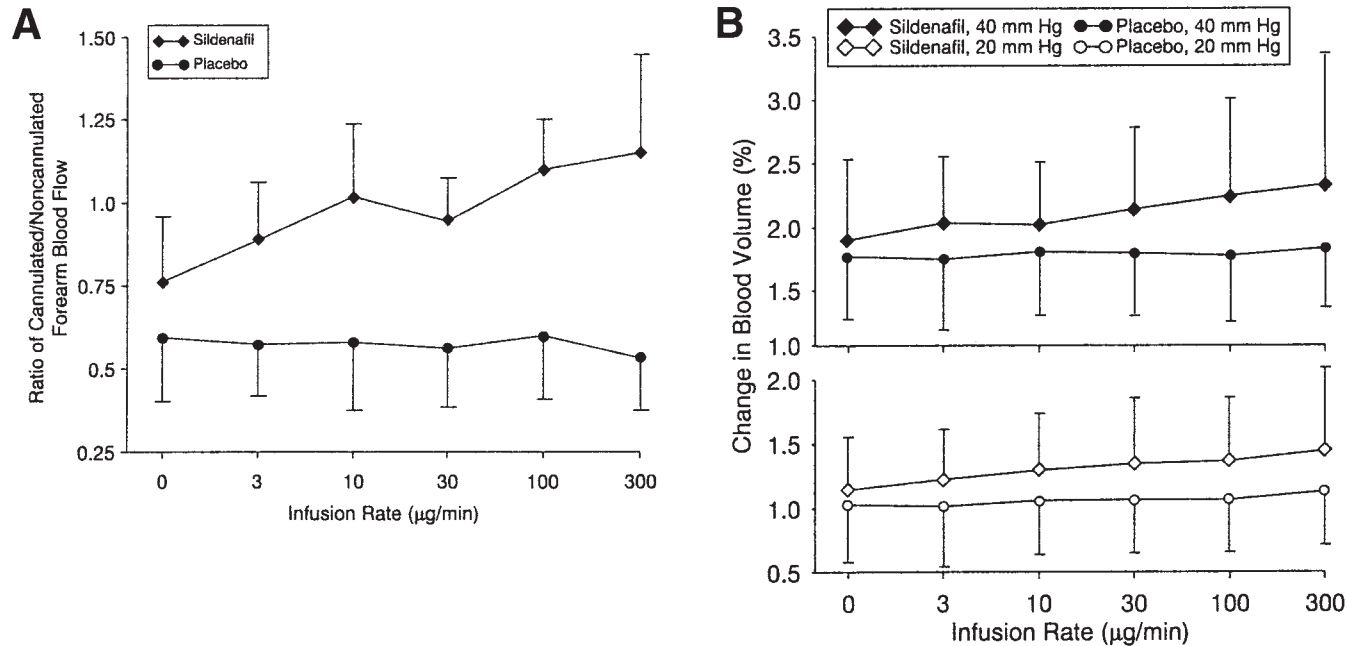 A
Sildenafil
Placebo
1.50
1.25
1.0
0.75
0.5
0.25
Ratio of Cannulated/Noncannulated
Forearm Blood Flow
0 3 10 30 100 300
Infusion Rate (μg/min)
B
Sildenafil, 40 mm Hg Placebo, 40 mm Hg
Sildenafil, 20 mm Hg Placebo, 20 mm Hg
3.5
3.0
2.5
2.0
1.5
1.0
2.0
1.5
1.0
0.5
Change in Blood Volume (%)
0 3 10 30 100 300
Infusion Rate (μg/min)